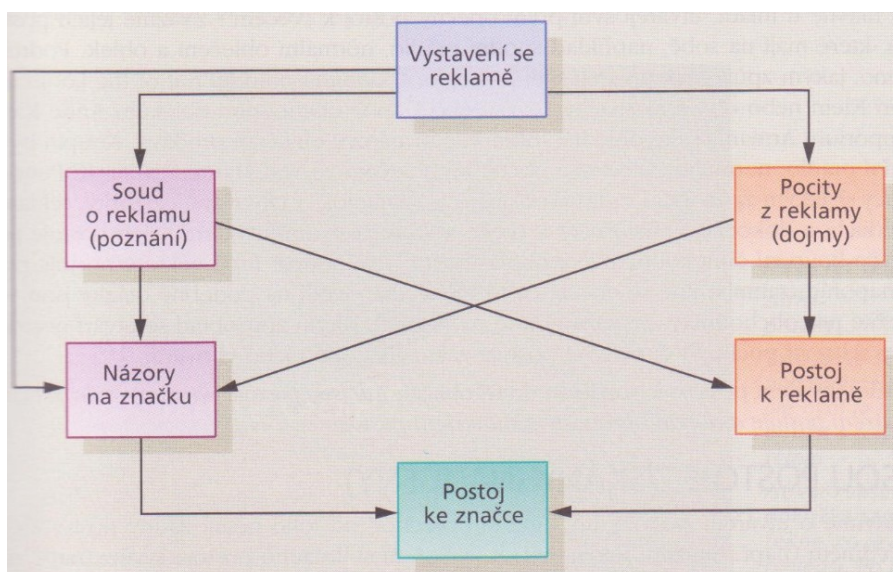 Vystavení se
reklamě
Soud
o reklamu
(poznání)
Pocity
z reklamy
(dojmy)
Názory
na značku
Postoj
k reklamě
Postoj
ke značce